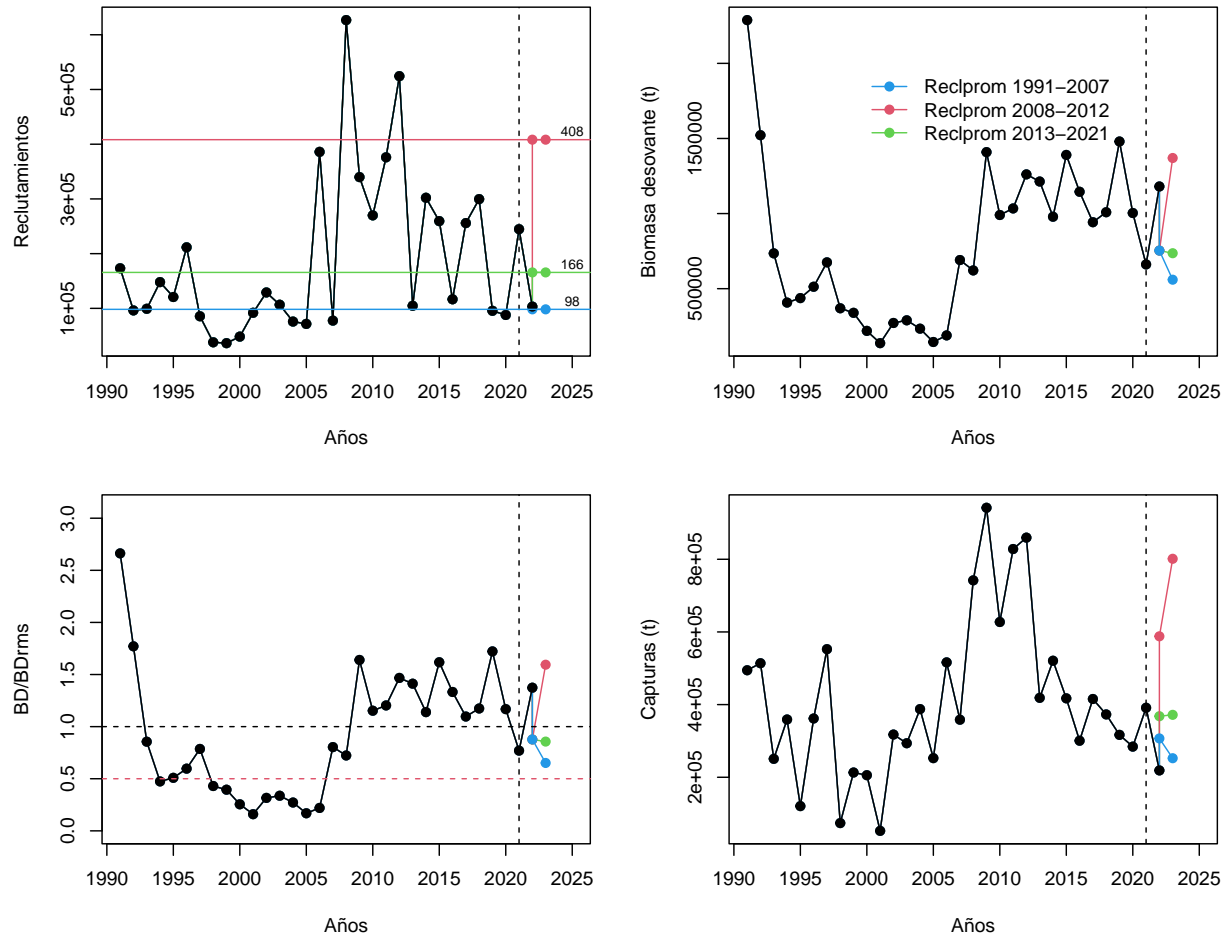 Reclutamientos
1e+05
3e+05
5e+05
408
166
98
1990 1995 2000 2005 2010 2015 2020 2025
Años
Biomasa desovante (t)
500000
1500000
Reclprom 1991−2007
Reclprom 2008−2012
Reclprom 2013−2021
1990 1995 2000 2005 2010 2015 2020 2025
Años
BD/BDrms
0.0
0.5
1.0
1.5
2.0
2.5
3.0
1990 1995 2000 2005 2010 2015 2020 2025
Años
Capturas (t)
2e+05
4e+05
6e+05
8e+05
1990 1995 2000 2005 2010 2015 2020 2025
Años